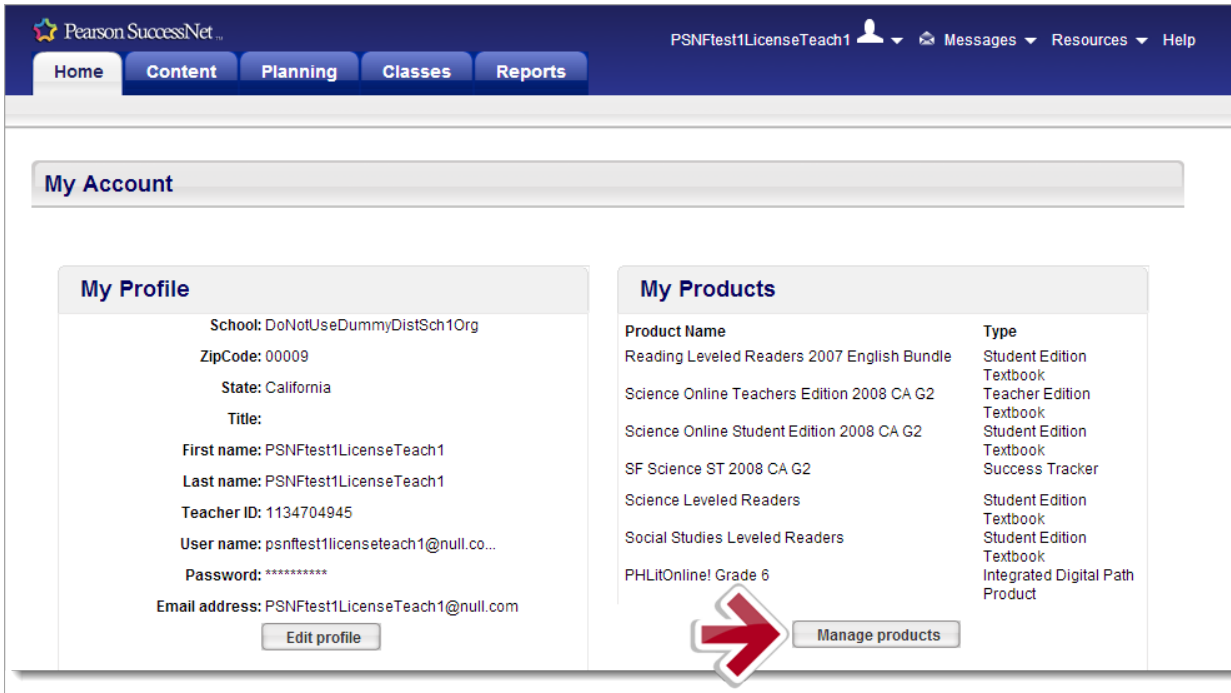 Pearson SuccessNet™
PSNFtest1LicenseTeach1 Messages Resources Help
Home Content Planning Classes Reports
My Account
My Profile
School: DoNotUseDummyDistSch1Org
ZipCode: 00009
State: California
Title:
First name: PSNFtest1LicenseTeach1
Last name: PSNFtest1LicenseTeach1
Teacher ID: 1134704945
User name: psnftest1licenseteach1@null.co...
Password: **********
Email address: PSNFtest1LicenseTeach1@null.com
Edit profile
My Products
Product Name Type
Reading Leveled Readers 2007 English Bundle Student Edition
Textbook
Science Online Teachers Edition 2008 CA G2 Teacher Edition
Textbook
Science Online Student Edition 2008 CA G2 Student Edition
Textbook
SF Science ST 2008 CA G2 Success Tracker
Science Leveled Readers Student Edition
Textbook
Social Studies Leveled Readers Student Edition
Textbook
PHLitOnline! Grade 6 Integrated Digital Path
Product
Manage products